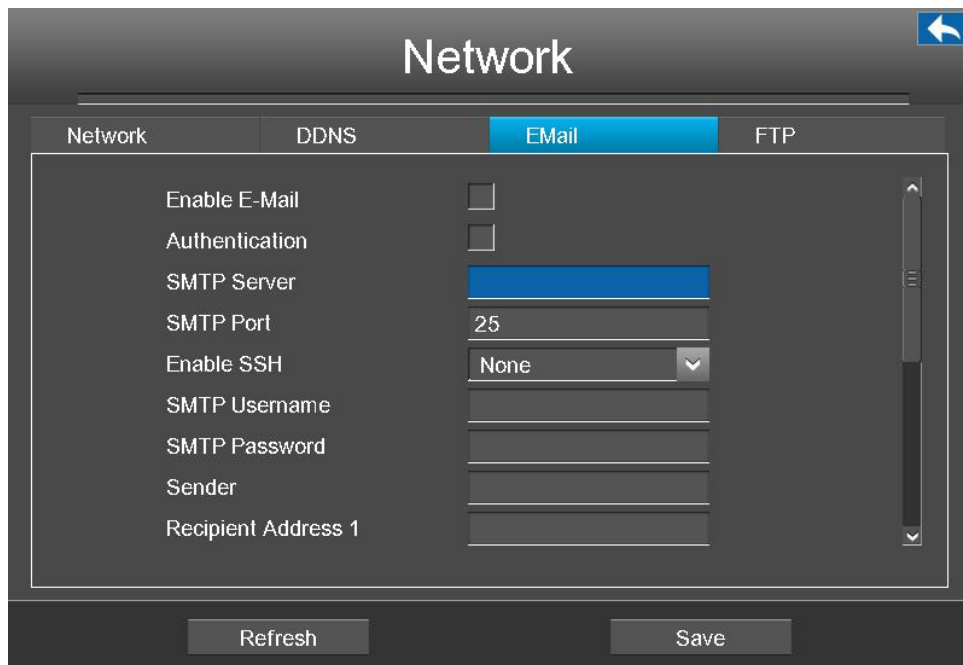 Network
Network DDNS EMail FTP
Enable E-Mail
Authentication
SMTP Server
SMTP Port 25
Enable SSH None
SMTP Username
SMTP Password
Sender
Recipient Address 1
Refresh Save